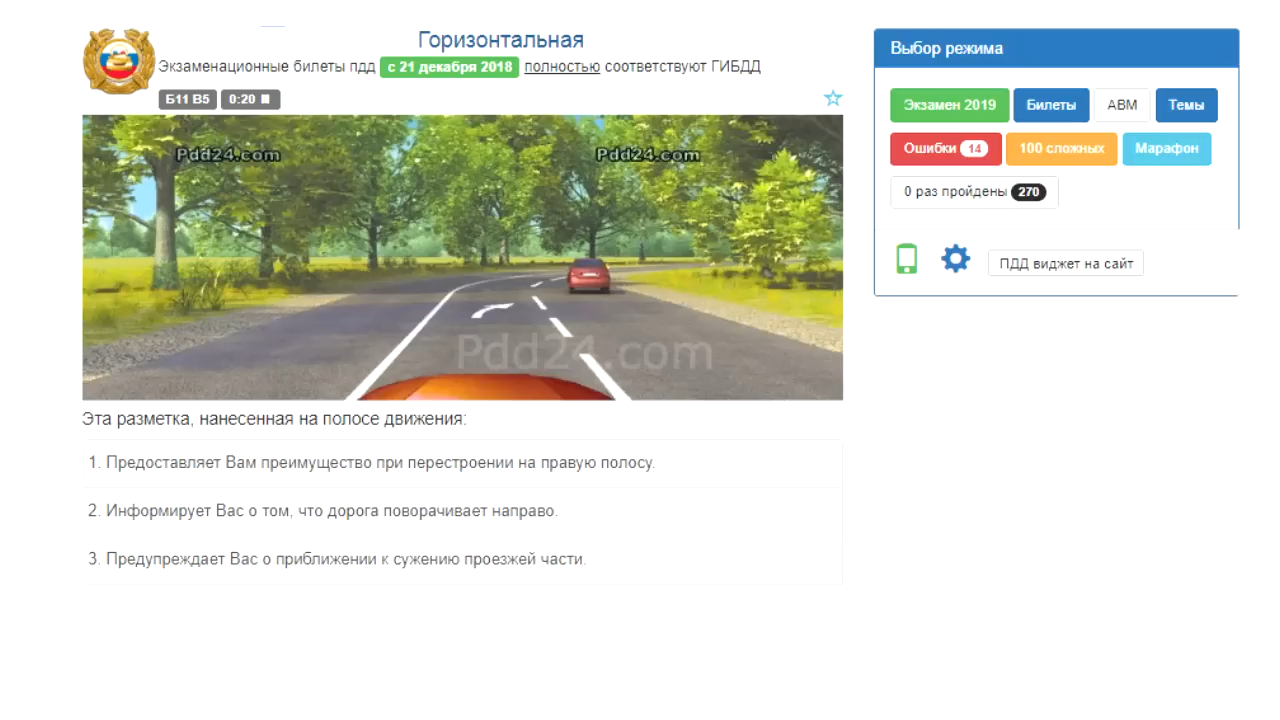 Горизонтальная
Экзаменационные билеты пдд с 21 декабря 2018 полностью соответствуют ГИБДД
Б11 В5 0:20
Pdd24.com Pdd24.com
Pdd24.com
Эта разметка, нанесенная на полосе движения:
1. Предоставляет Вам преимущество при перестроении на правую полосу.
2. Информирует Вас о том, что дорога поворачивает направо.
3. Предупреждает Вас о приближении к сужению проезжей части.
Выбор режима
Экзамен 2019 Билеты АВМ Темы
Ошибки 14 100 сложных Марафон
0 раз пройдены 270
ПДД виджет на сайт